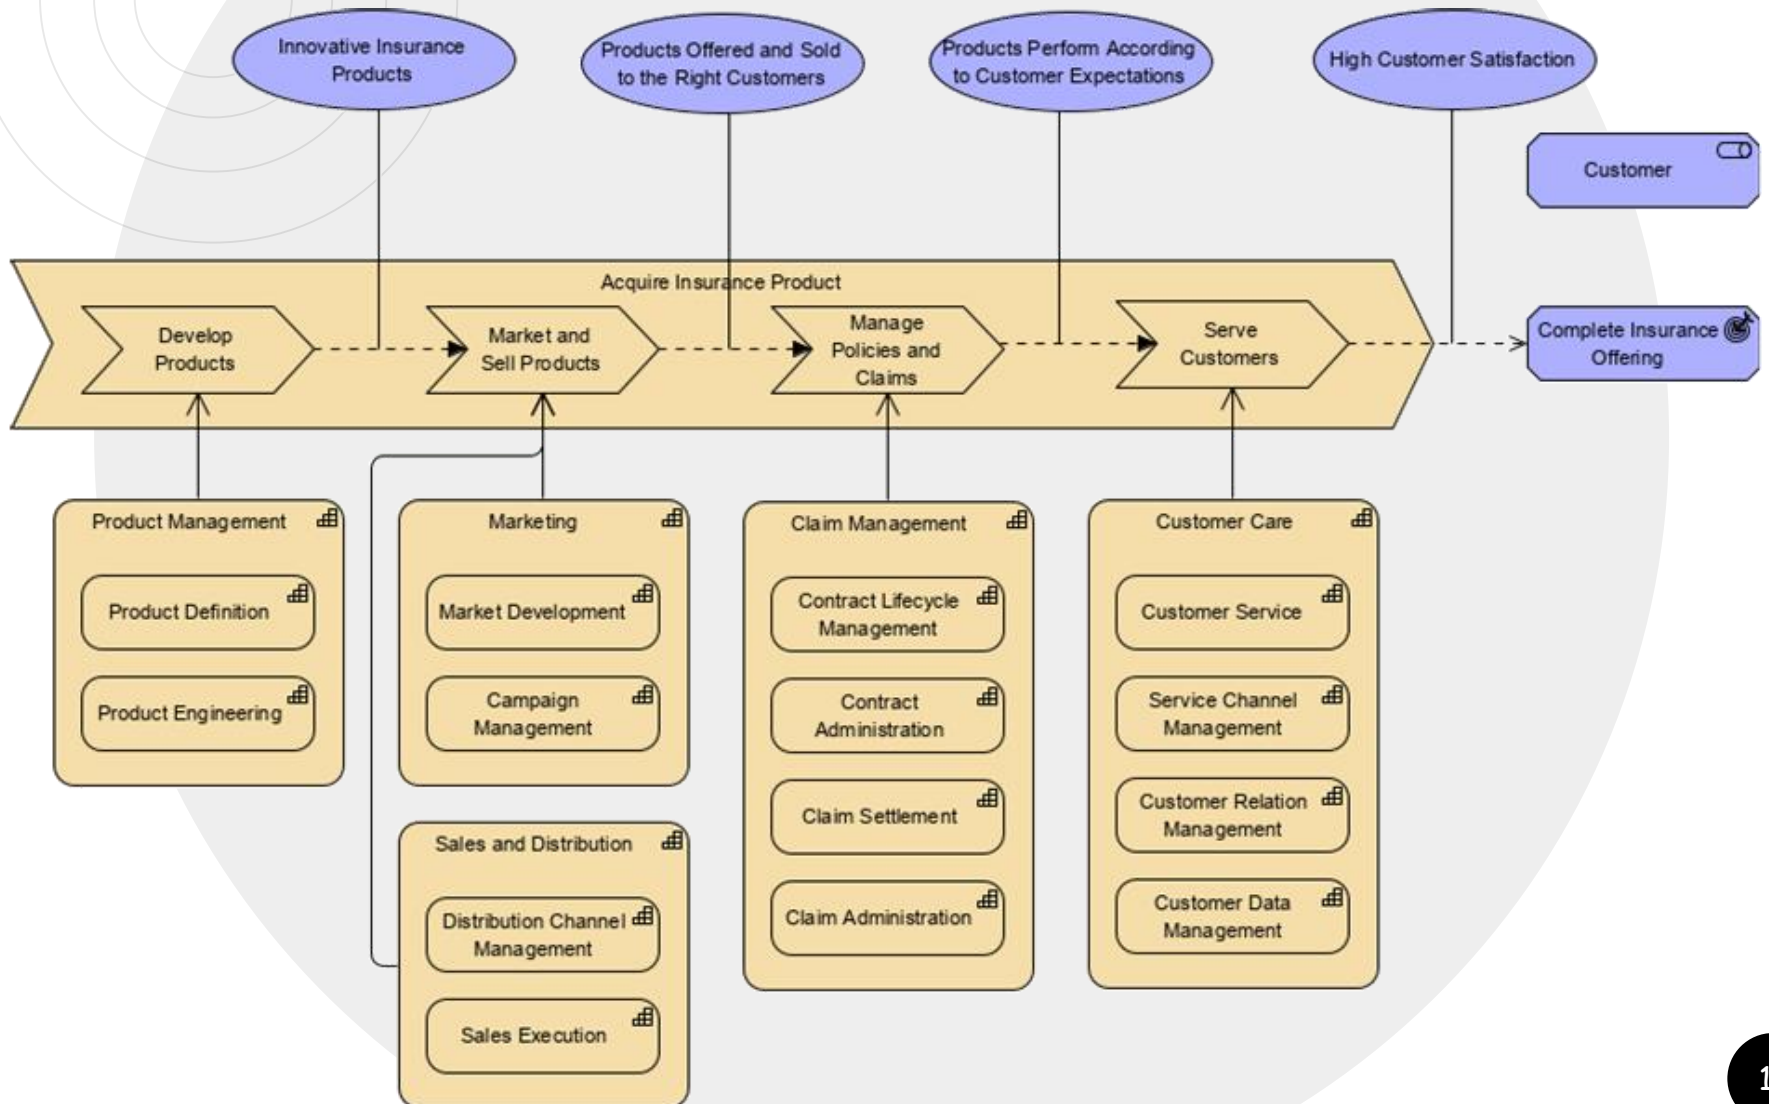 Innovative Insurance
Products
Products Offered and Sold
to the Right Customers
Products Perform According
to Customer Expectations
High Customer Satisfaction
Customer
Acquire Insurance Product
Develop
Products
Market and
Sell Products
Manage
Policies and
Claims
Serve
Customers
Complete Insurance
Offering
Product Management
Product Definition
Product Engineering
Marketing
Market Development
Campaign
Management
Sales and Distribution
Distribution Channel
Management
Sales Execution
Claim Management
Contract Lifecycle
Management
Contract
Administration
Claim Settlement
Claim Administration
Customer Care
Customer Service
Service Channel
Management
Customer Relation
Management
Customer Data
Management